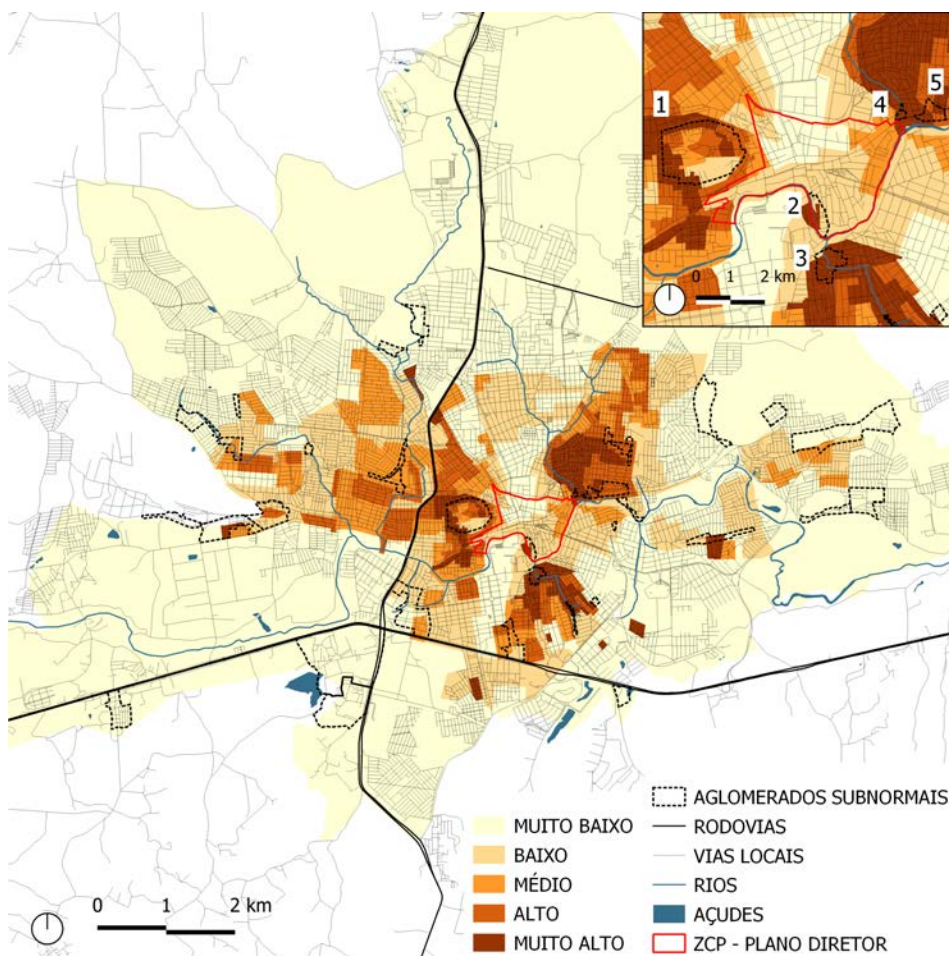 1
5
4
2
3
0 1 2 km
MUITO BAIXO
BAIXO
MÉDIO
ALTO
MUITO ALTO
AGLOMERADOS SUBNORMAIS
RODOVIAS
VIAS LOCAIS
RIOS
AÇUDES
ZCP - PLANO DIRETOR
0 1 2 km